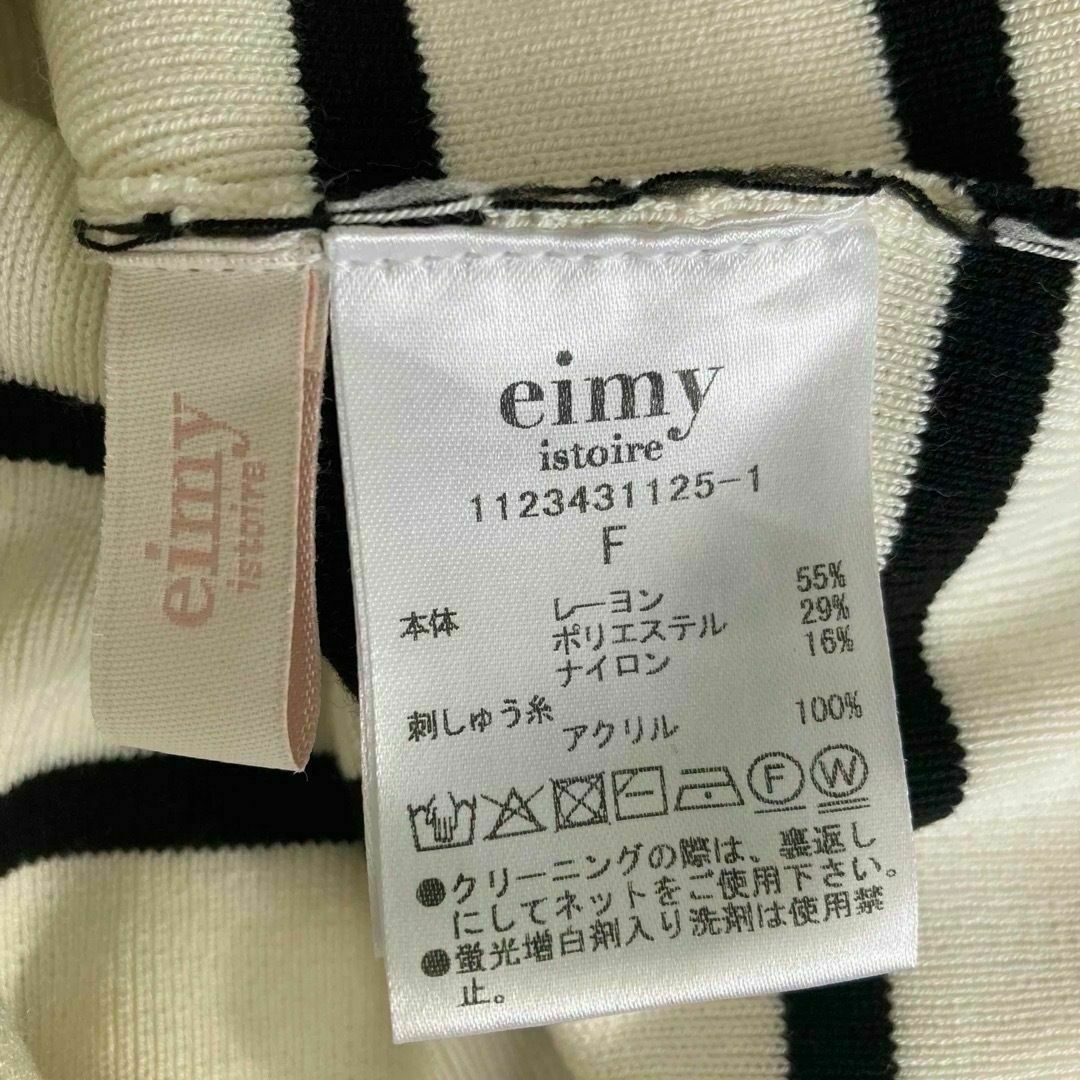 eimy
istoire
eimy
istoire
1123431125-1
F
本体 レーヨン 55%
ポリエステル 29%
ナイロン 16%
刺しゅう糸 アクリル 100%
F W
●クリーニングの際は、裏返し
にしてネットをご使用下さい。
●蛍光増白剤入り洗剤は使用禁
止。